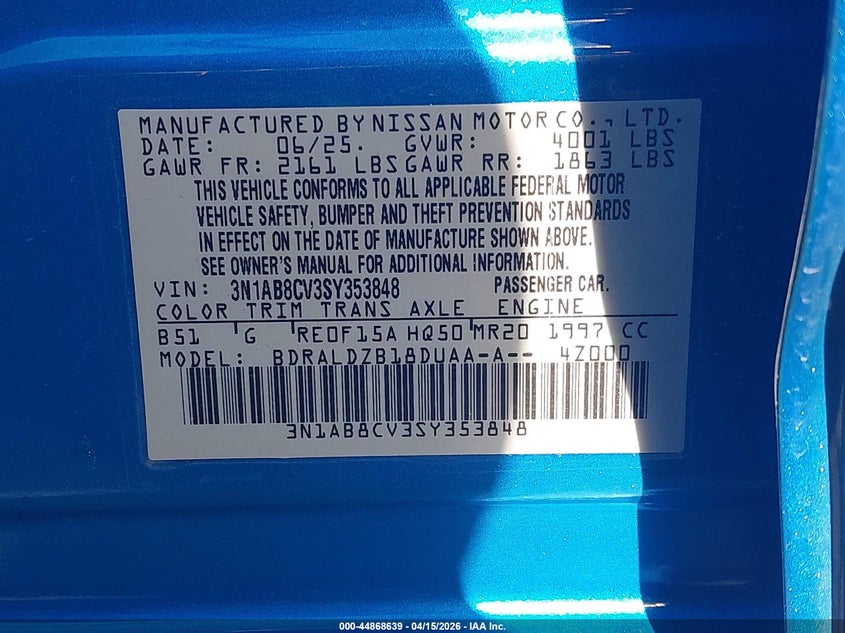 MANUFACTURED BY NISSAN MOTOR CO., LTD.
DATE: 06/25. GVWR: 4001 LBS
GAWR FR: 2161 LBS GAWR RR: 1863 LBS
THIS VEHICLE CONFORMS TO ALL APPLICABLE FEDERAL MOTOR
VEHICLE SAFETY, BUMPER AND THEFT PREVENTION STANDARDS
IN EFFECT ON THE DATE OF MANUFACTURE SHOWN ABOVE.
SEE OWNER'S MANUAL FOR ADDITIONAL INFORMATION.
VIN: 3N1AB8CV3SY353848 PASSENGER CAR.
COLOR TRIM TRANS AXLE ENGINE
B51 G RE0F15A HQ50 MR20 1997 CC
MODEL: BDRALDZB18DUAA-A-- 4Z000
3N1AB8CV3SY353848
000-44868639 - 04/15/2026 - IAA Inc.